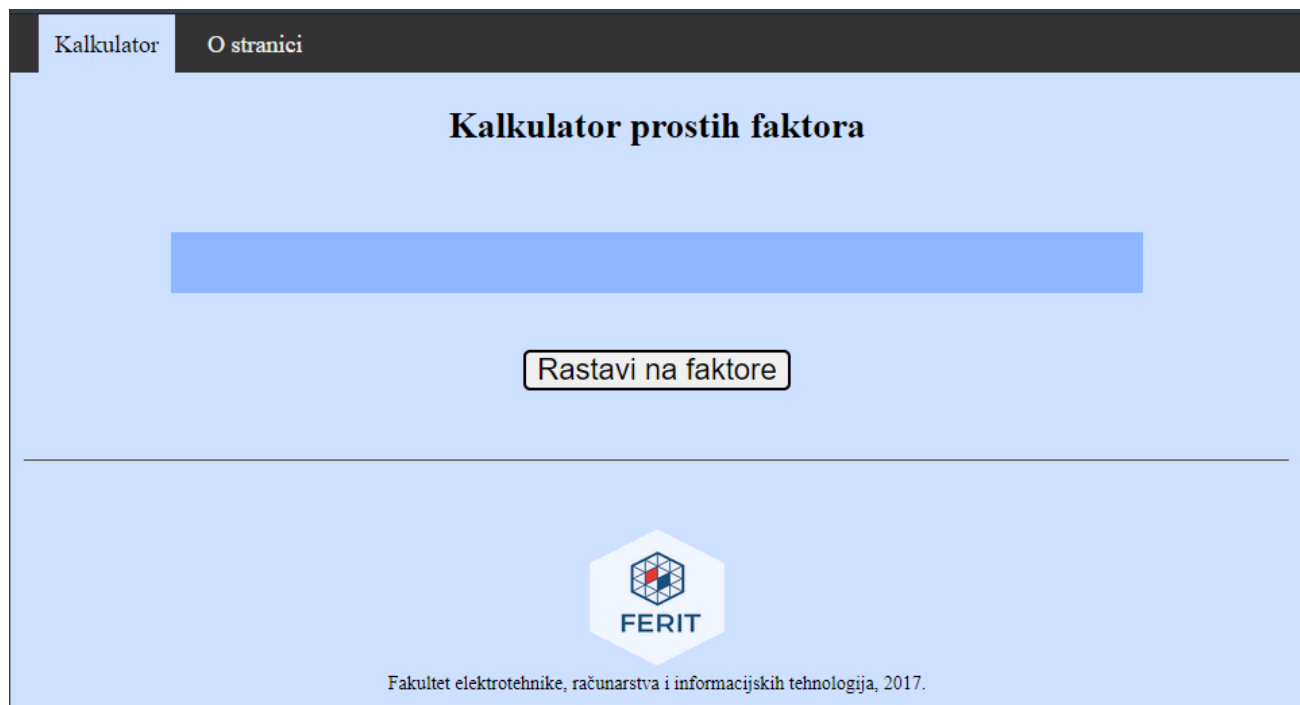 Kalkulator O stranici
Kalkulator prostih faktora
Rastavi na faktore
FERIT
Fakultet elektrotehnike, računarstva i informacijskih tehnologija, 2017.